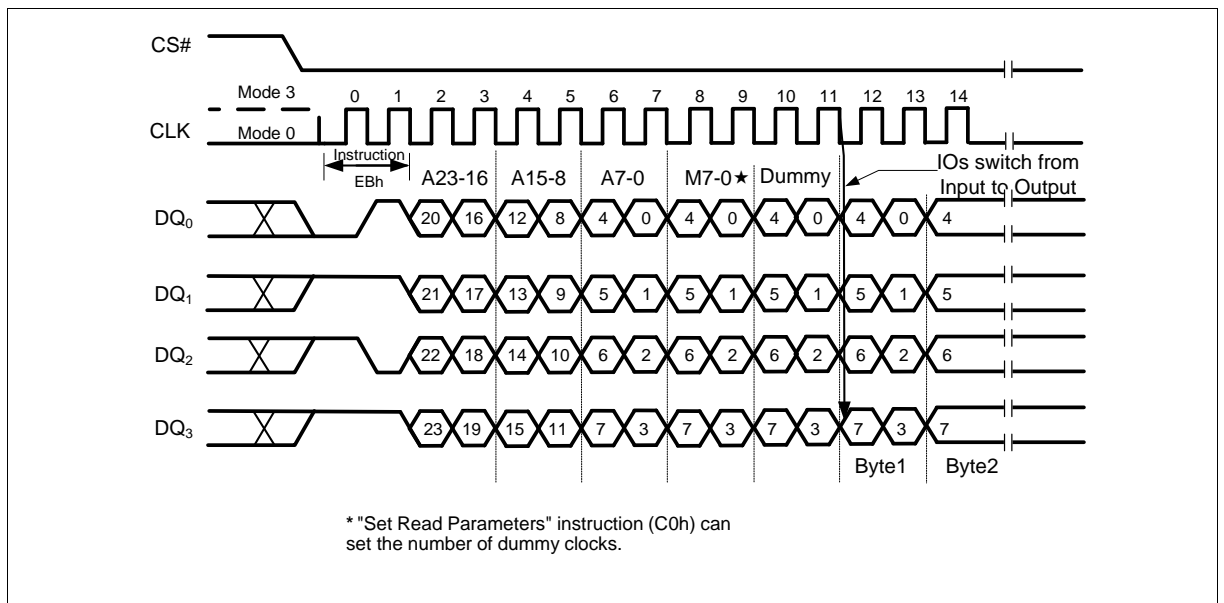 CS#
Mode 3
0 1 2 3 4 5 6 7 8 9 10 11 12 13 14
CLK
Mode 0
Instruction
EBh
A23-16 A15-8 A7-0 M7-0★ Dummy
IOs switch from
Input to Output
DQ0 20 16 12 8 4 0 4 0 4 0 4 0 4
DQ1 21 17 13 9 5 1 5 1 5 1 5 1 5
DQ2 22 18 14 10 6 2 6 2 6 2 6 2 6
DQ3 23 19 15 11 7 3 7 3 7 3 7 3 7
Byte1 Byte2
* "Set Read Parameters" instruction (C0h) can
set the number of dummy clocks.